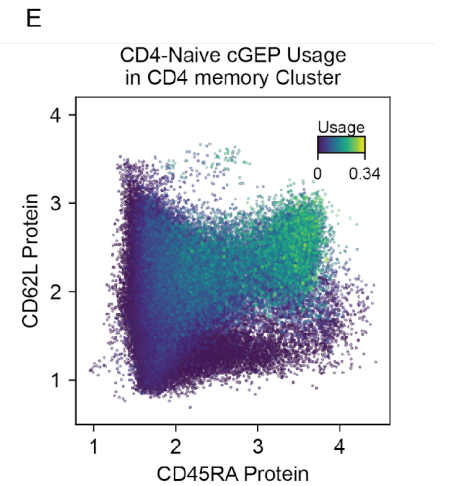 E
CD4-Naive cGEP Usage
in CD4 memory Cluster
Usage
0 0.34
4
3
2
1
CD62L Protein
1 2 3 4
CD45RA Protein